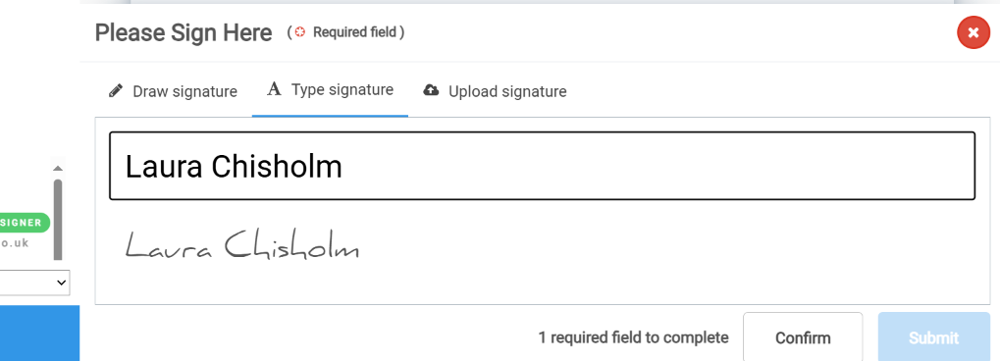 Please Sign Here ( Required field )
Draw signature A Type signature Upload signature
Laura Chisholm
Laura Chisholm
SIGNER
o.uk
1 required field to complete Confirm Submit